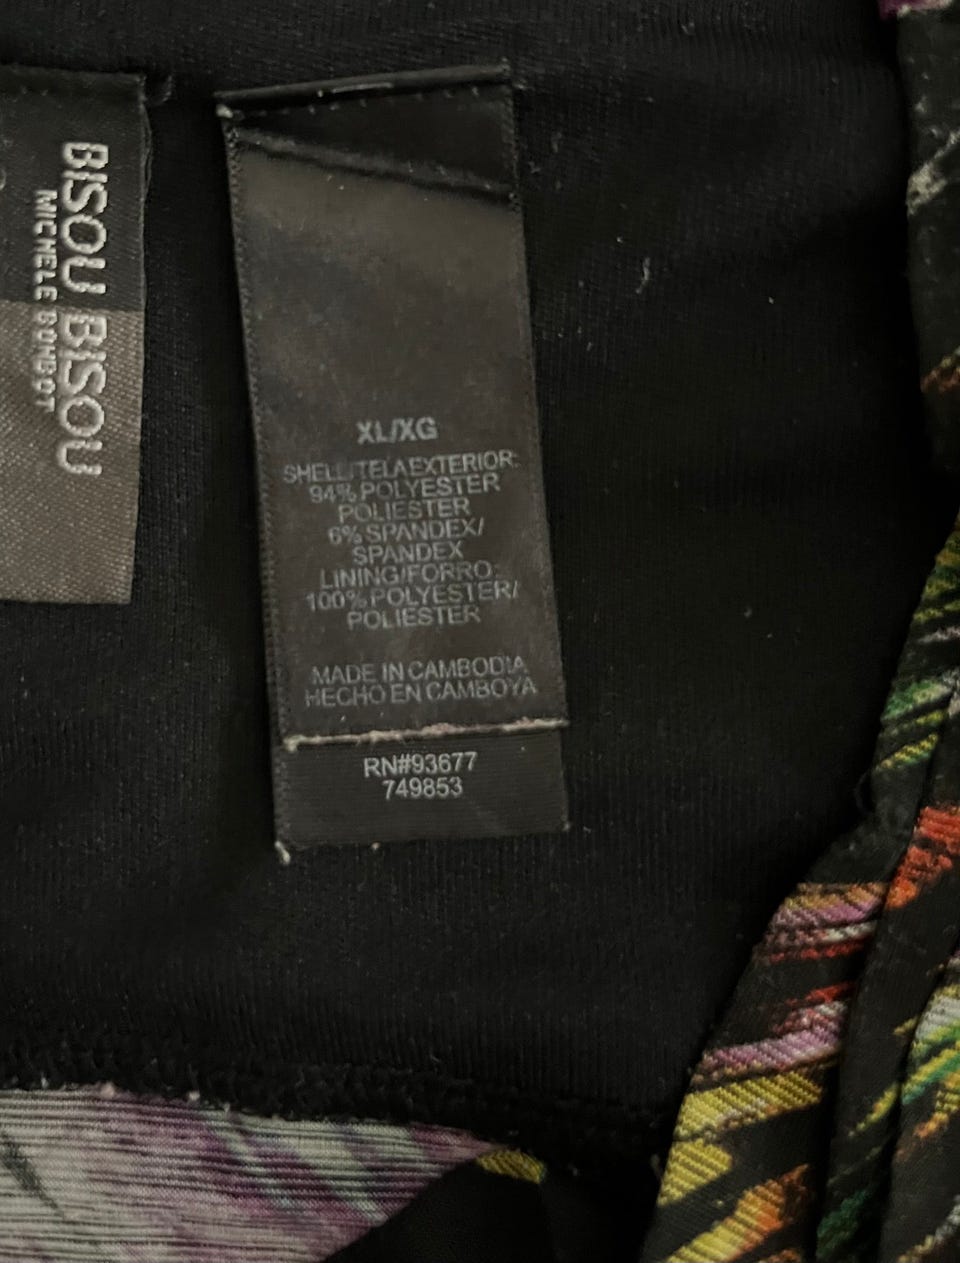 BISOU BISOU
MICHELE BOHBOT
XL/XG
SHELL/TELA EXTERIOR:
94% POLYESTER
POLIESTER
6% SPANDEX/
SPANDEX
LINING/FORRO:
100% POLYESTER/
POLIESTER
MADE IN CAMBODIA
HECHO EN CAMBOYA
RN#93677
749853